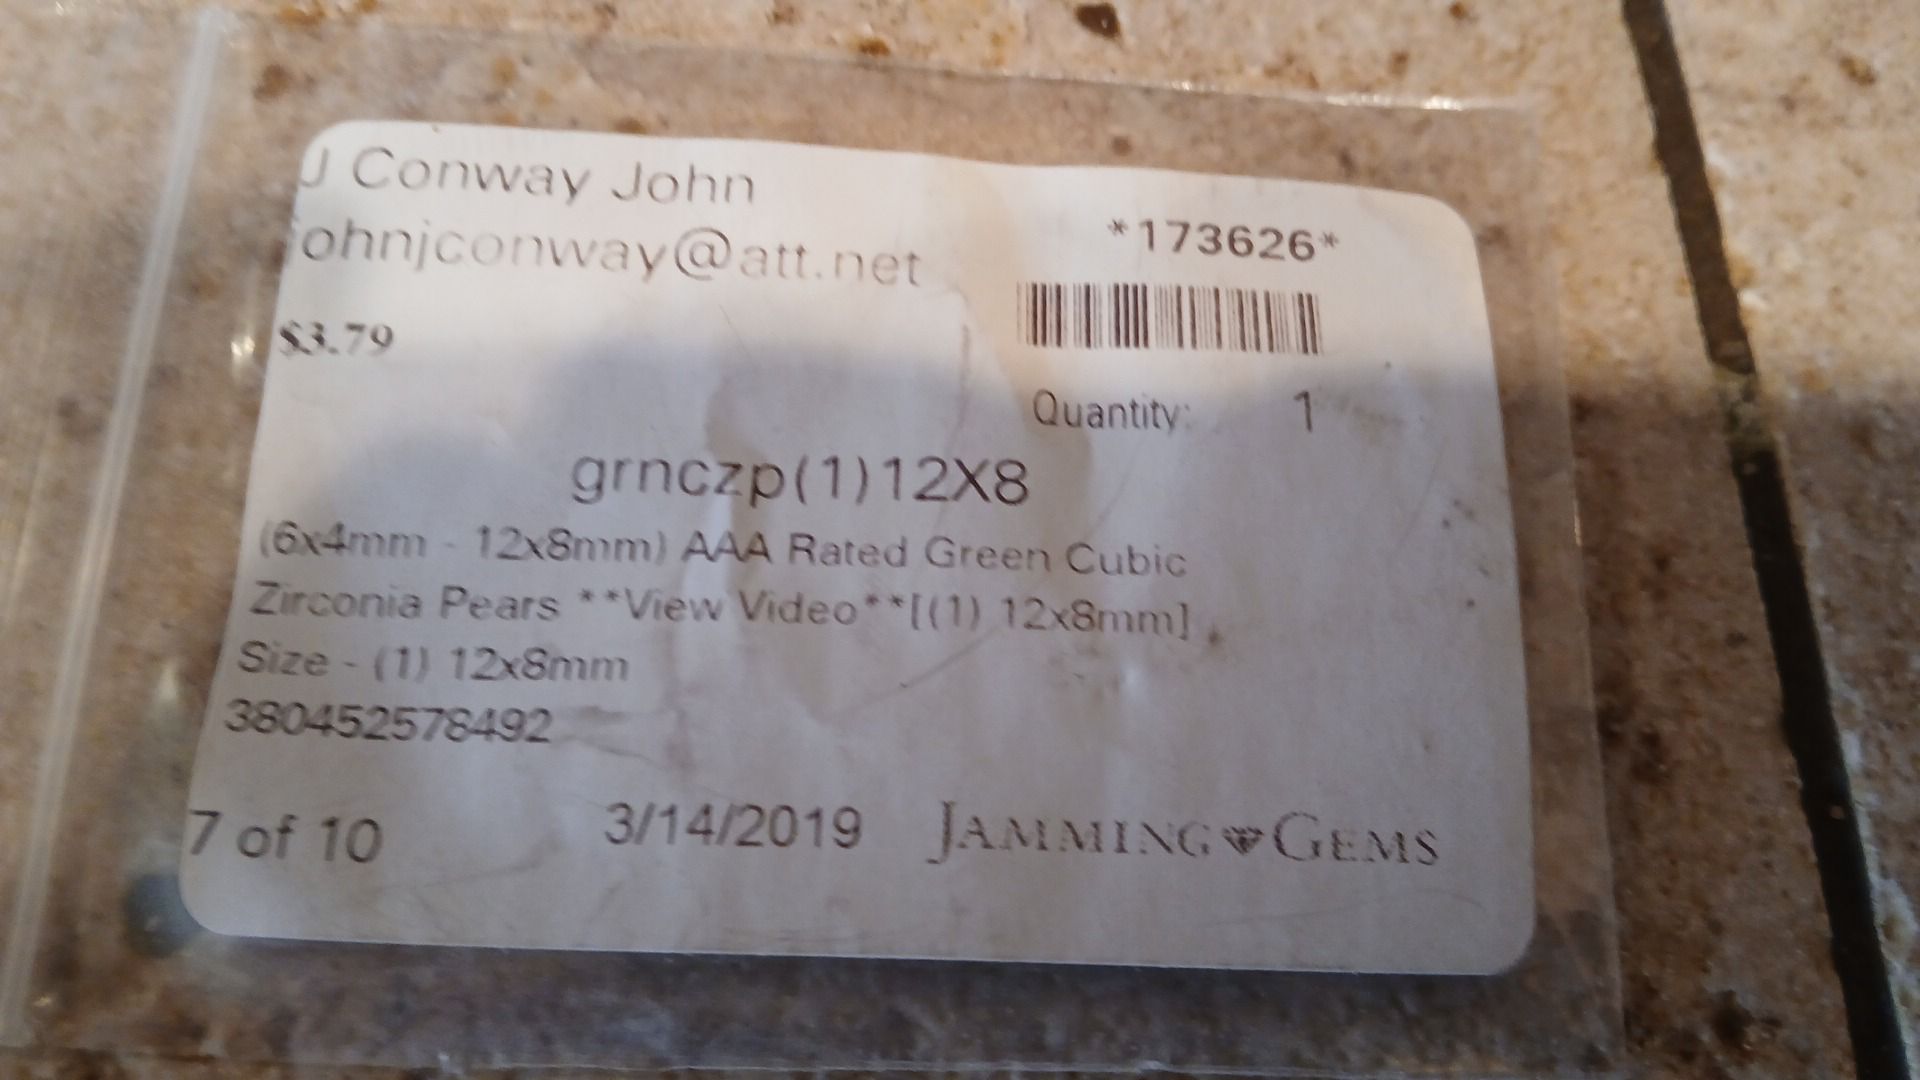 J Conway John
johnjconway@att.net
*173626*
$3.79
Quantity: 1
grnczp(1)12X8
(6x4mm - 12x8mm) AAA Rated Green Cubic
Zirconia Pears **View Video**[(1) 12x8mm]
Size - (1) 12x8mm
380452578492
7 of 10
3/14/2019
JAMMING GEMS